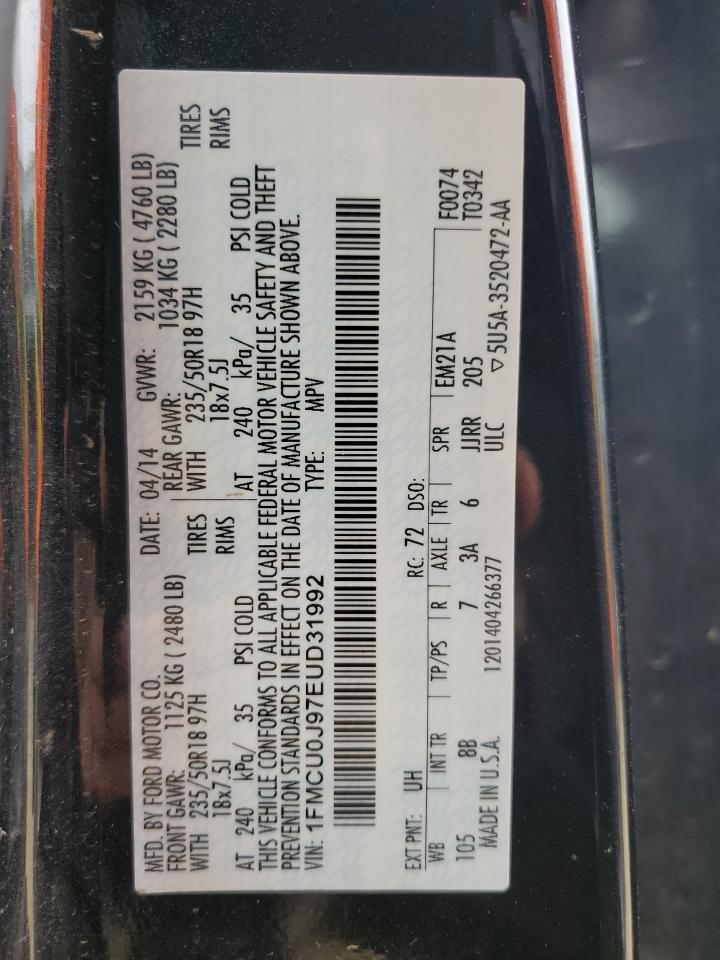 MFD. BY FORD MOTOR CO. DATE: 04/14 GVWR: 2159 KG ( 4760 LB)
FRONT GAWR: 1125 KG ( 2480 LB) REAR GAWR: 1034 KG ( 2280 LB)
WITH 235/50R18 97H TIRES WITH 235/50R18 97H TIRES
18x7.5J RIMS 18x7.5J RIMS
AT 240 kPa/ 35 PSI COLD AT 240 kPa/ 35 PSI COLD
THIS VEHICLE CONFORMS TO ALL APPLICABLE FEDERAL MOTOR VEHICLE SAFETY AND THEFT
PREVENTION STANDARDS IN EFFECT ON THE DATE OF MANUFACTURE SHOWN ABOVE.
VIN: 1FMCU0J97EUD31992 TYPE: MPV
EXT PNT: UH RC: 72 DSO:
WB INT TR TP/PS R AXLE TR SPR EM21A F0074
105 8B 7 3A 6 JJRR 205 T0342
MADE IN U.S.A. 1201404266377 ULC ▽5U5A-3520472-AA